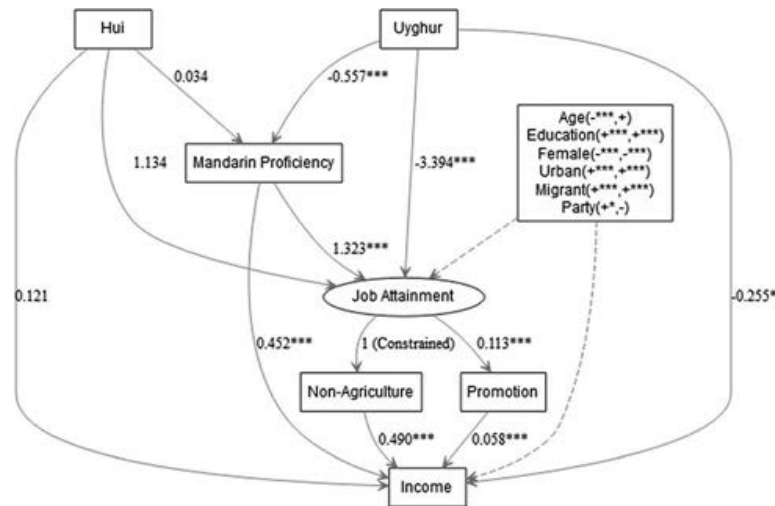 Hui
Uyghur
0.034
-0.557***
Age(-***,+)
Education(+***,+***)
Female(-***,-***)
Urban(+***,+***)
Migrant(+***,+***)
Party(+*,-)
Mandarin Proficiency
1.134
-3.394***
1.323***
Job Attainment
0.121
-0.255*
0.452***
1 (Constrained)
0.113***
Non-Agriculture
Promotion
0.490***
0.058***
Income